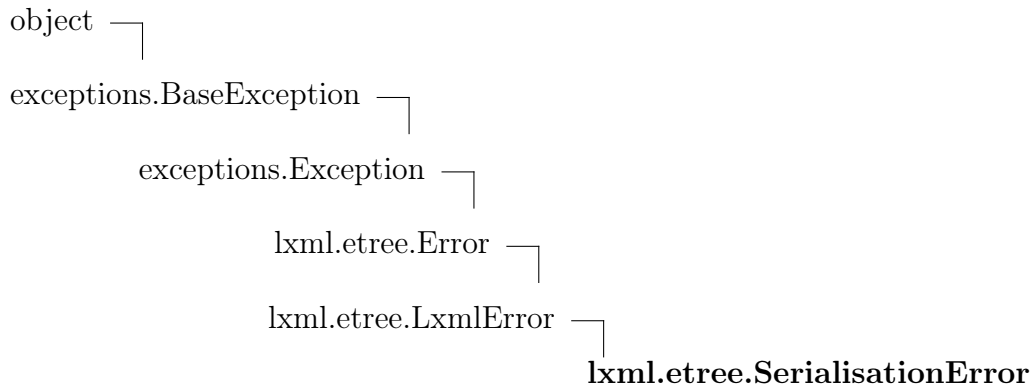 object
exceptions.BaseException
exceptions.Exception
lxml.etree.Error
lxml.etree.LxmlError
lxml.etree.SerialisationError